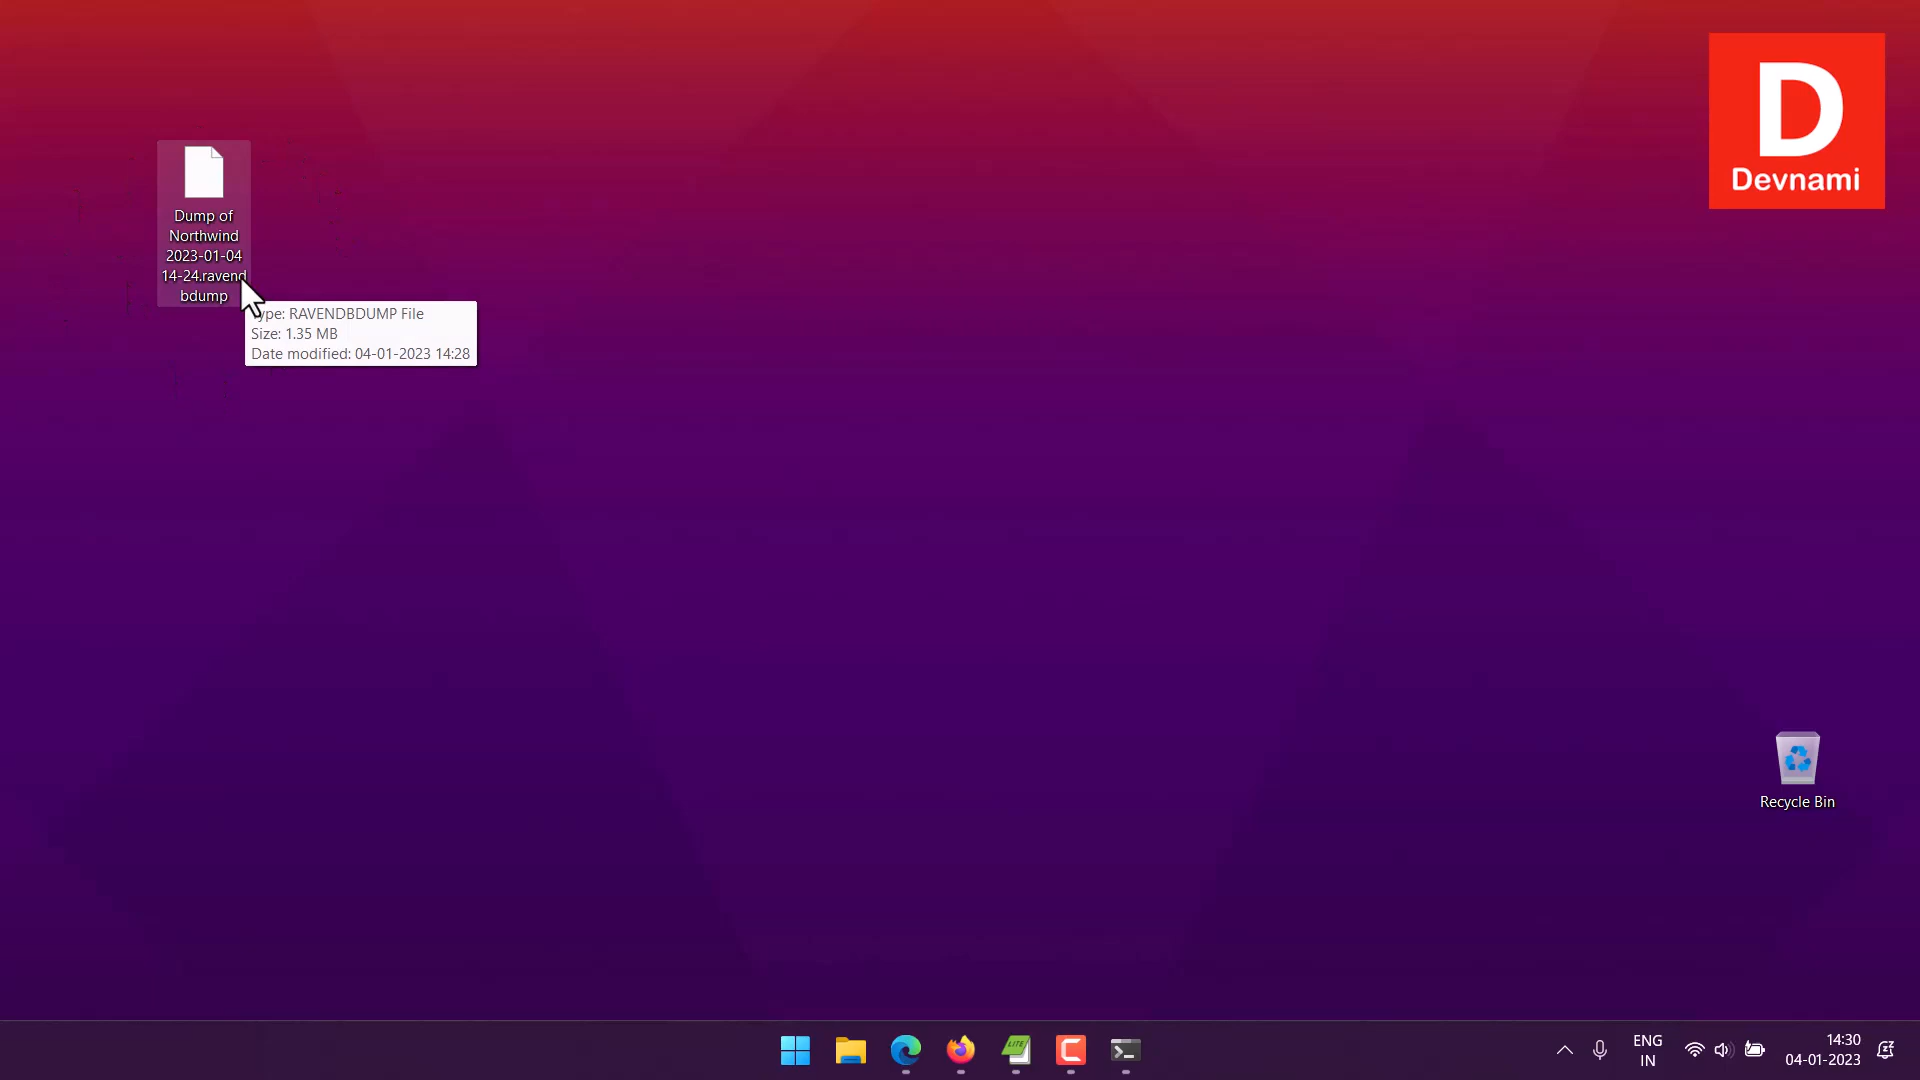 D
Devnami
Dump of
Northwind
2023-01-04
14-24.ravend
bdump
ype: RAVENDBDUMP File
Size: 1.35 MB
Date modified: 04-01-2023 14:28
Recycle Bin
LITE
ENG
IN
14:30
04-01-2023